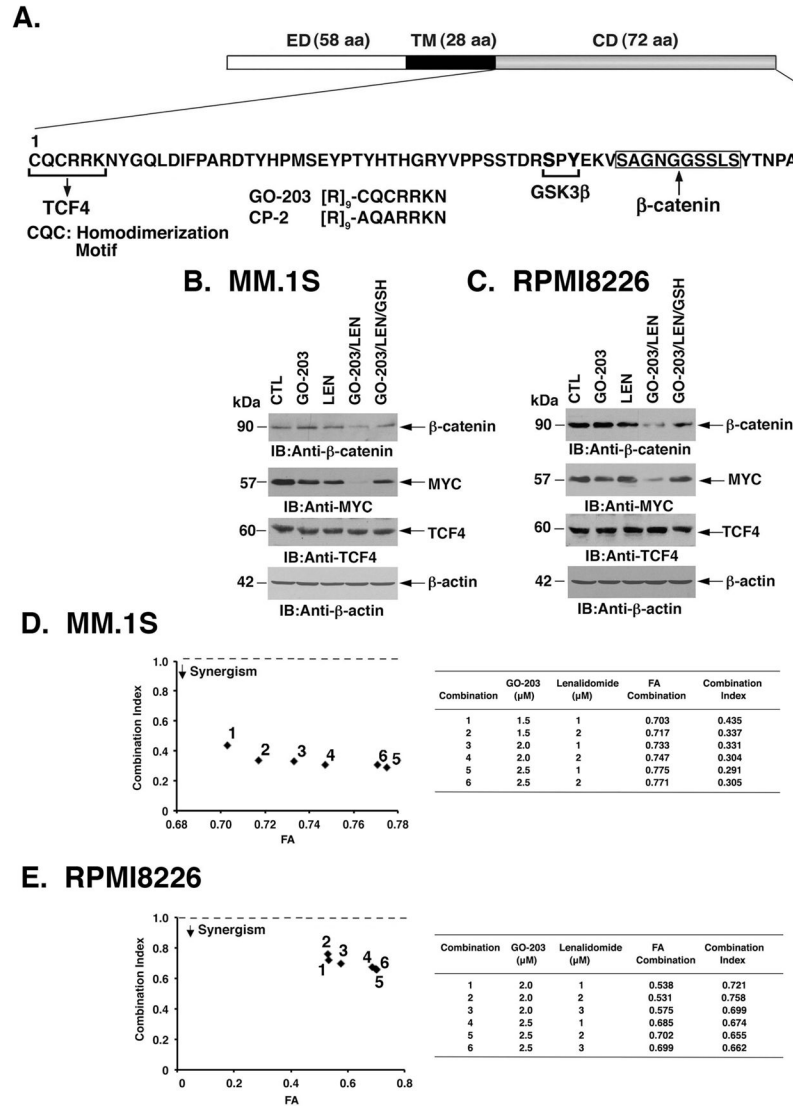 A.
ED (58 aa) TM (28 aa) CD (72 aa)
1
CQCRRKNYGQLDIFPARDTYHPMSEYPTYHTHGRYVPPSSTDRSPYEKVSAGNGGSSLSYTNPA
TCF4
CQC: Homodimerization
Motif
GO-203 [R]9-CQCRRKN
CP-2 [R]9-AQARRKN
GSK3β
β-catenin
B. MM.1S
CTL
GO-203
LEN
GO-203/LEN
GO-203/LEN/GSH
kDa
90 β-catenin
IB:Anti-β-catenin
57 MYC
IB:Anti-MYC
60 TCF4
IB:Anti-TCF4
42 β-actin
IB:Anti-β-actin
C. RPMI8226
CTL
GO-203
LEN
GO-203/LEN
GO-203/LEN/GSH
kDa
90 β-catenin
IB:Anti-β-catenin
57 MYC
IB:Anti-MYC
60 TCF4
IB:Anti-TCF4
42 β-actin
IB:Anti-β-actin
D. MM.1S
Combination Index
1.0
0.8
0.6
0.4
0.2
0
Synergism
1 2 3 4 6 5
0.68 0.70 0.72 0.74 0.76 0.78
FA
Combination GO-203 (μM) Lenalidomide (μM) FA Combination Combination Index
1 1.5 1 0.703 0.435
2 1.5 2 0.717 0.337
3 2.0 1 0.733 0.331
4 2.0 2 0.747 0.304
5 2.5 1 0.775 0.291
6 2.5 2 0.771 0.305
E. RPMI8226
Combination Index
1.0
0.8
0.6
0.4
0.2
0
Synergism
2 3 4 6
1 5
0 0.2 0.4 0.6 0.8
FA
Combination GO-203 (μM) Lenalidomide (μM) FA Combination Combination Index
1 2.0 1 0.538 0.721
2 2.0 2 0.531 0.758
3 2.0 3 0.575 0.699
4 2.5 1 0.685 0.674
5 2.5 2 0.702 0.655
6 2.5 3 0.699 0.662